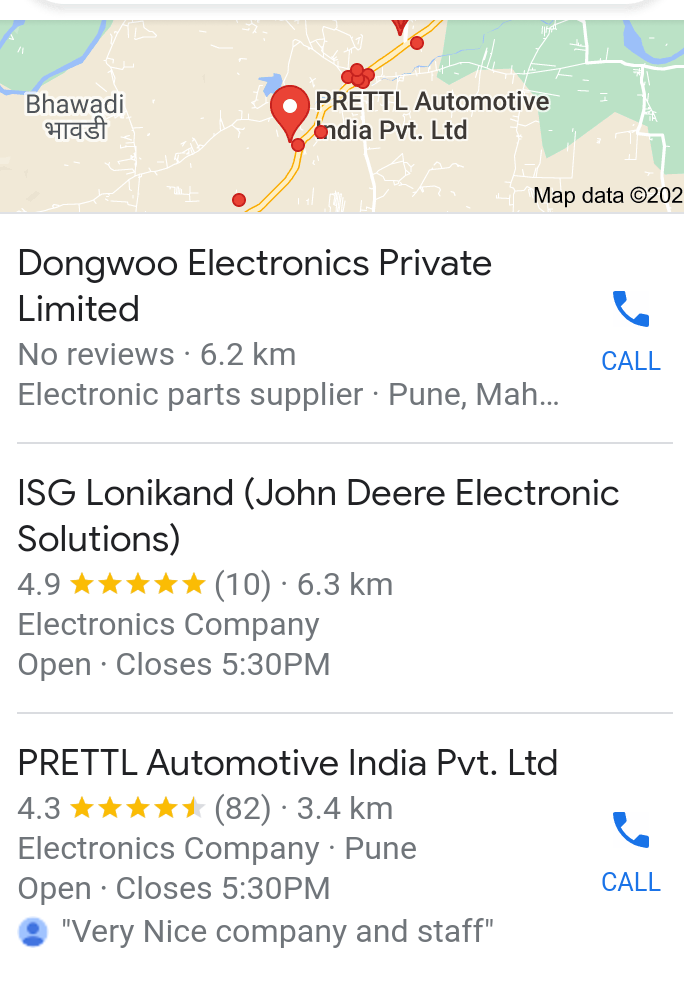 Bhawadi
भावडी
PRETTL Automotive
India Pvt. Ltd
Map data ©202
Dongwoo Electronics Private
Limited
No reviews · 6.2 km
Electronic parts supplier · Pune, Mah...
CALL
ISG Lonikand (John Deere Electronic
Solutions)
4.9 (10) · 6.3 km
Electronics Company
Open · Closes 5:30PM
PRETTL Automotive India Pvt. Ltd
4.3 (82) · 3.4 km
Electronics Company · Pune
Open · Closes 5:30PM
CALL
"Very Nice company and staff"